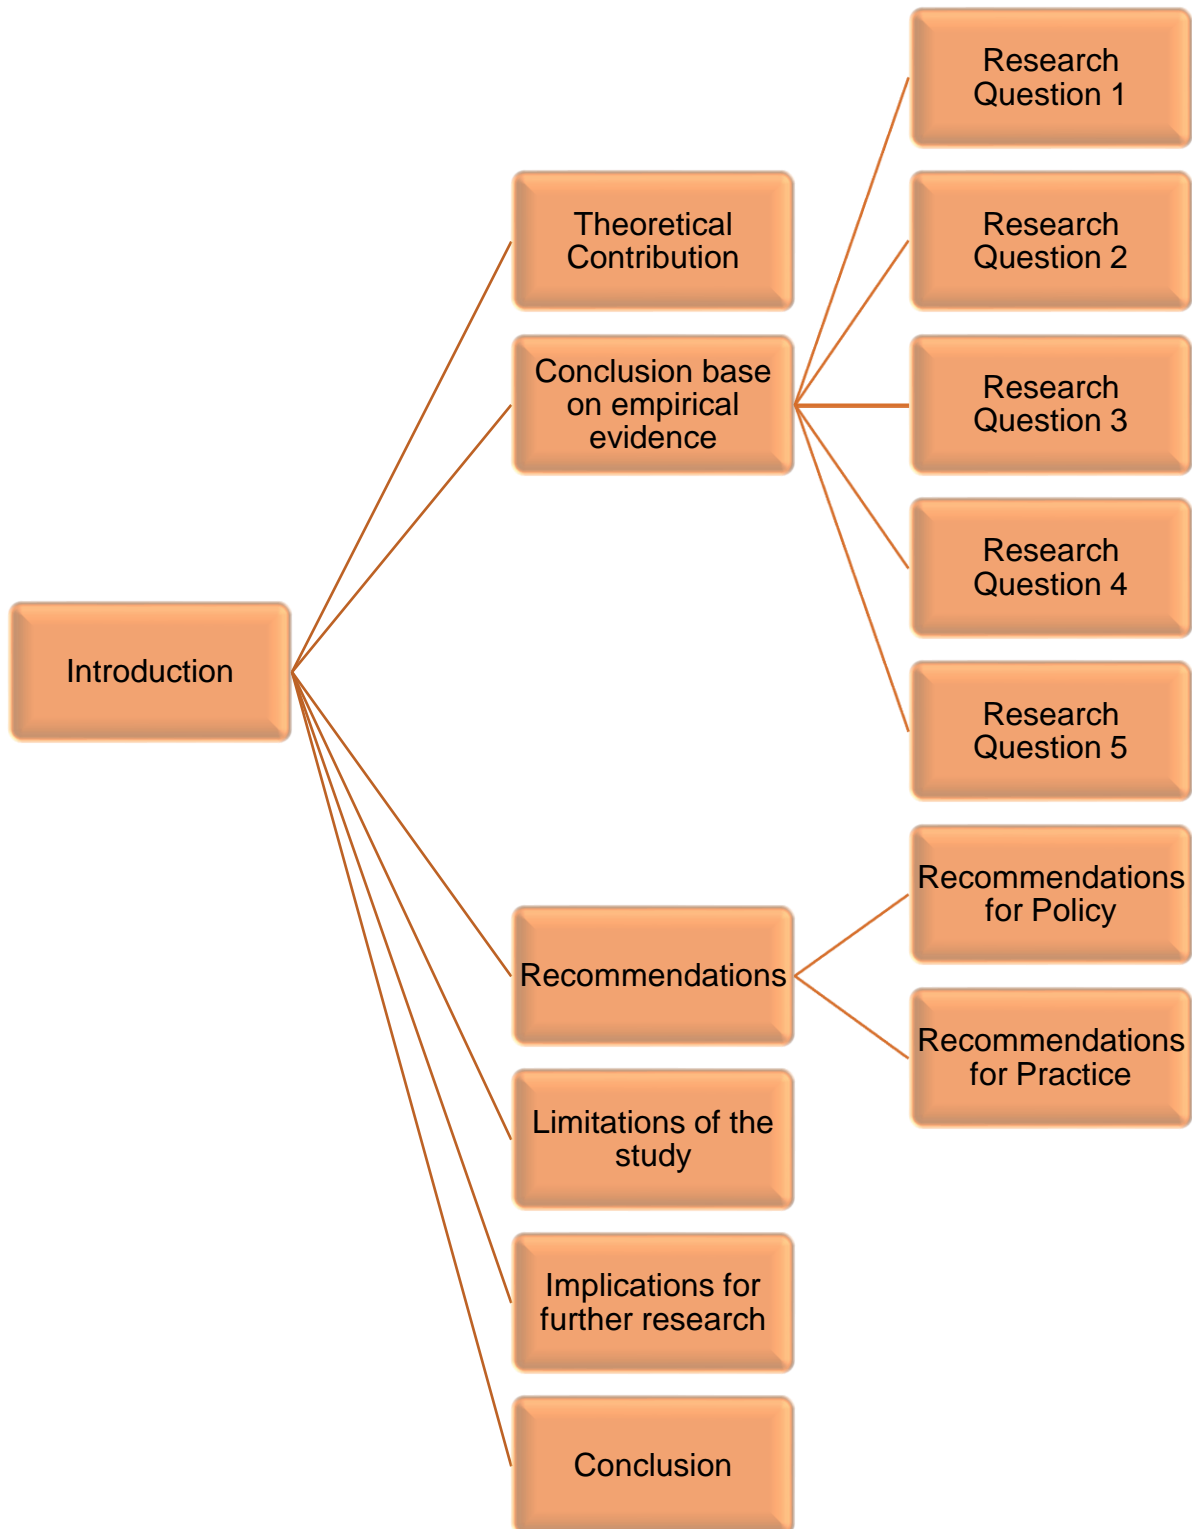 Introduction
Theoretical
Contribution
Conclusion base
on empirical
evidence
Research
Question 1
Research
Question 2
Research
Question 3
Research
Question 4
Research
Question 5
Recommendations
Recommendations
for Policy
Recommendations
for Practice
Limitations of the
study
Implications for
further research
Conclusion